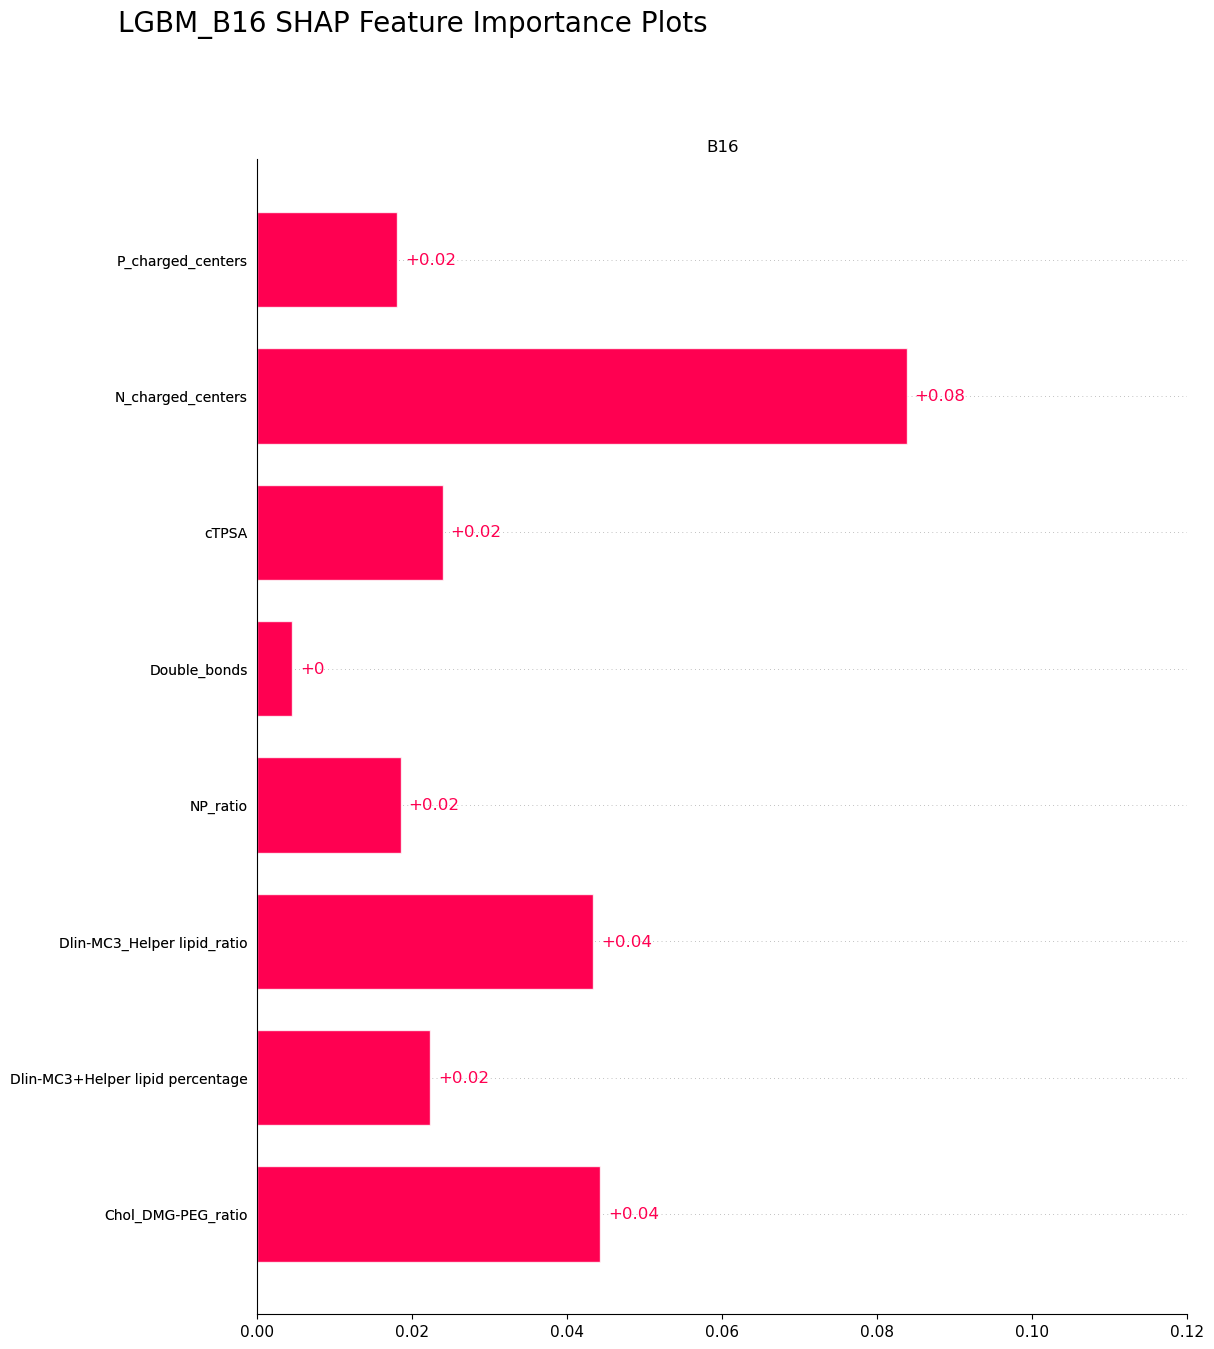 LGBM_B16 SHAP Feature Importance Plots
B16
P_charged_centers
+0.02
N_charged_centers
+0.08
cTPSA
+0.02
Double_bonds
+0
NP_ratio
+0.02
Dlin-MC3_Helper lipid_ratio
+0.04
Dlin-MC3+Helper lipid percentage
+0.02
Chol_DMG-PEG_ratio
+0.04
0.00 0.02 0.04 0.06 0.08 0.10 0.12